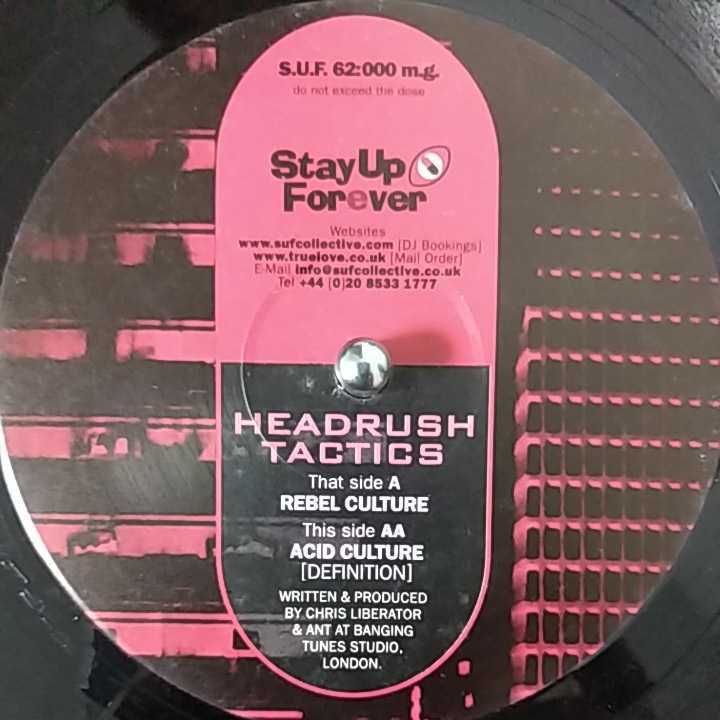 S.U.F. 62:000 m.g.
do not exceed the dose
Stay Up
Forever
Websites
www.sufcollective.com [DJ Bookings]
www.truelove.co.uk [Mail Order]
E-Mail info@sufcollective.co.uk
Tel +44 [0]20 8533 1777
HEADRUSH
TACTICS
That side A
REBEL CULTURE
This side AA
ACID CULTURE
[DEFINITION]
WRITTEN & PRODUCED
BY CHRIS LIBERATOR
& ANT AT BANGING
TUNES STUDIO,
LONDON.